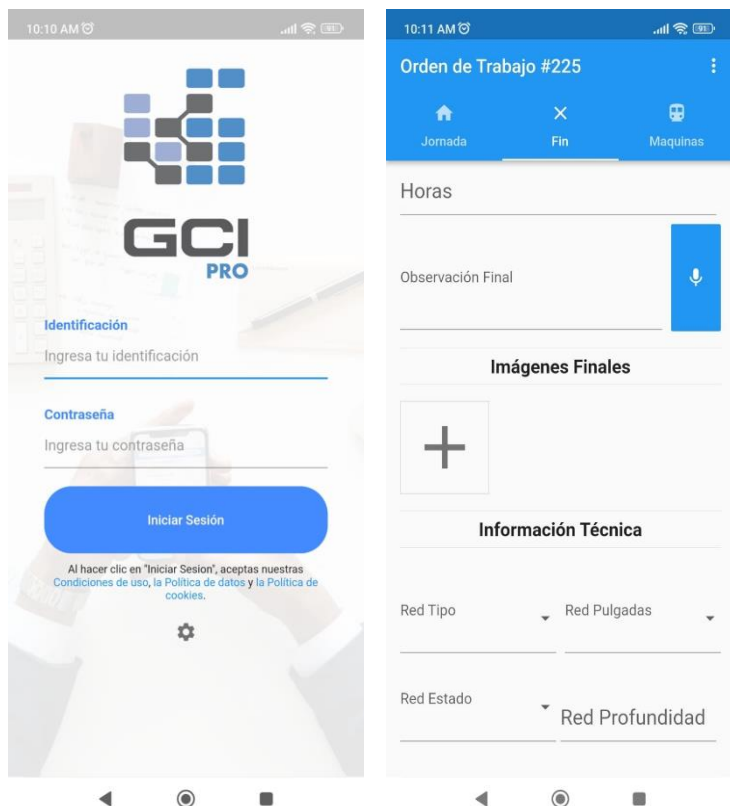 10:10 AM
91
GCI
PRO
Identificación
Ingresa tu identificación
Contraseña
Ingresa tu contraseña
Iniciar Sesión
Al hacer clic en "Iniciar Sesion", aceptas nuestras
Condiciones de uso, la Política de datos y la Política de
cookies.
10:11 AM
91
Orden de Trabajo #225
Jornada
Fin
Maquinas
Horas
Observación Final
Imágenes Finales
Información Técnica
Red Tipo
Red Pulgadas
Red Estado
Red Profundidad